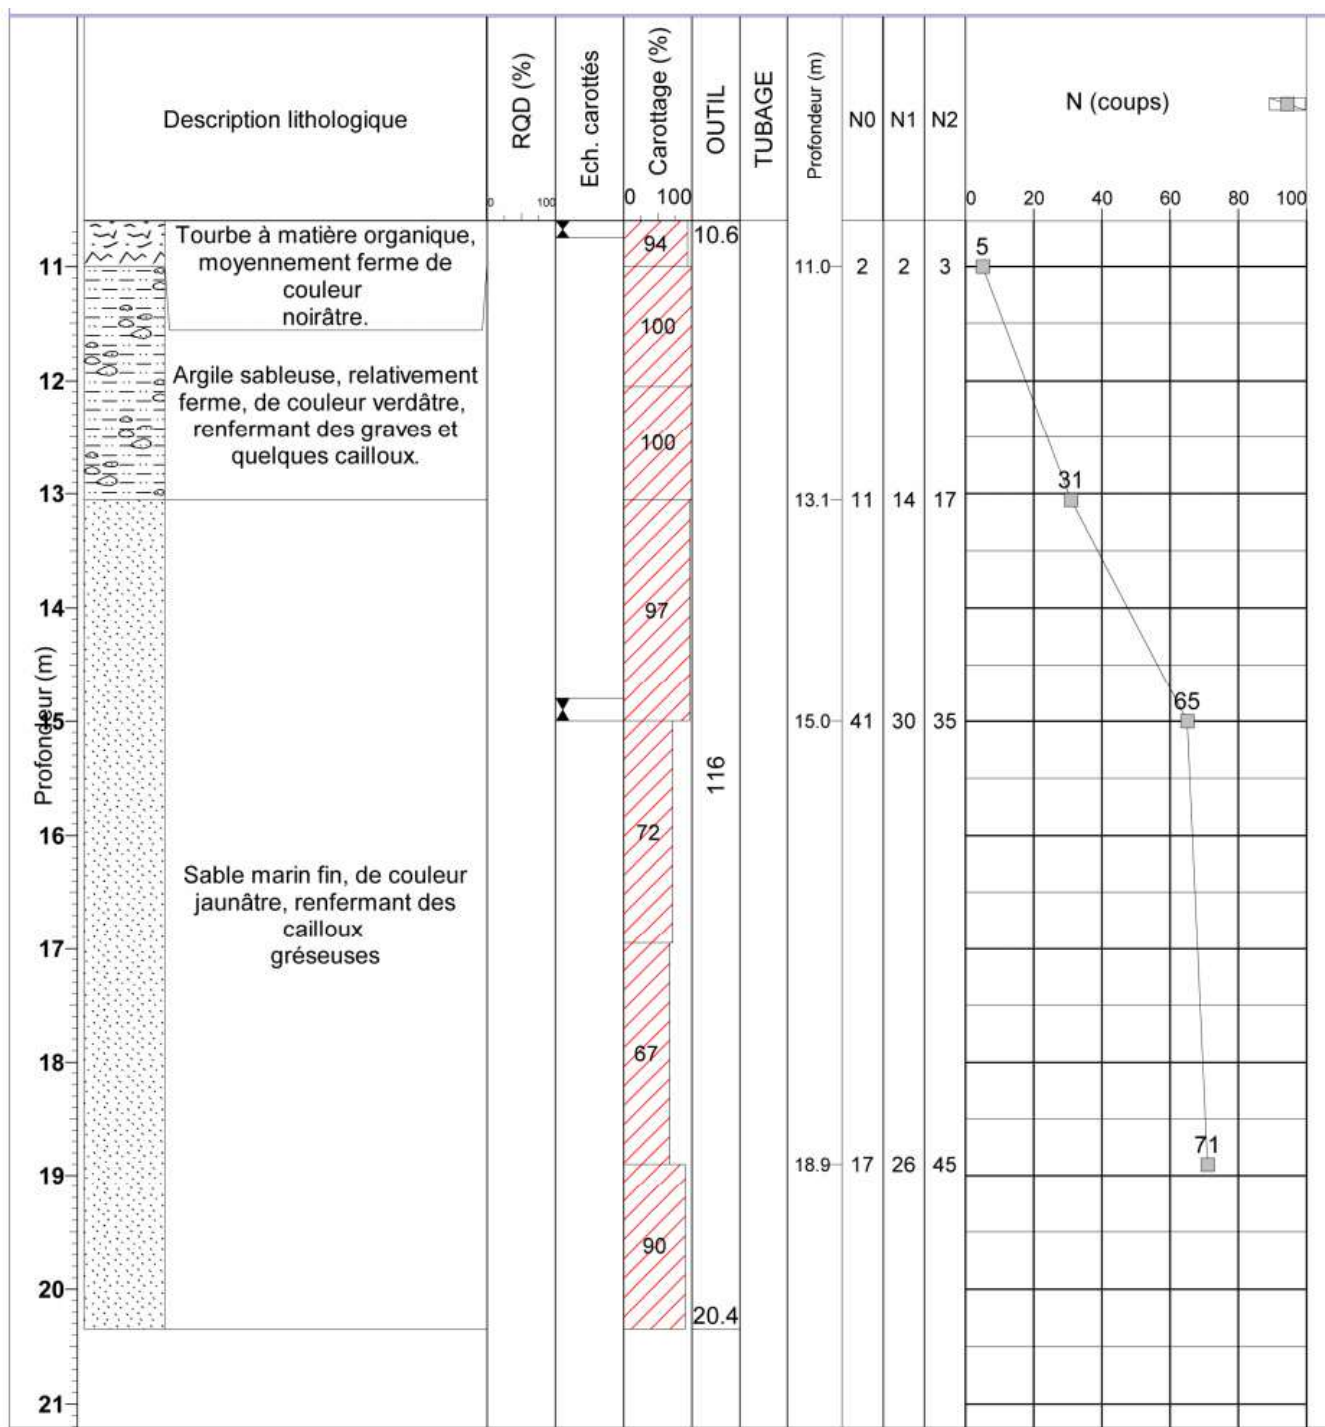 Description lithologique
RQD (%)
0 100
Ech. carottés
Carottage (%)
0 100
OUTIL
TUBAGE
Profondeur (m)
N0 N1 N2
N (coups)
0 20 40 60 80 100
Profondeur (m)
11
12
13
14
15
16
17
18
19
20
21
Tourbe à matière organique,
moyennement ferme de
couleur
noirâtre.
Argile sableuse, relativement
ferme, de couleur verdâtre,
renfermant des graves et
quelques cailloux.
Sable marin fin, de couleur
jaunâtre, renfermant des
cailloux
gréseuses
94
100
100
97
72
67
90
10.6
116
20.4
11.0 2 2 3
13.1 11 14 17
15.0 41 30 35
18.9 17 26 45
5
31
65
71